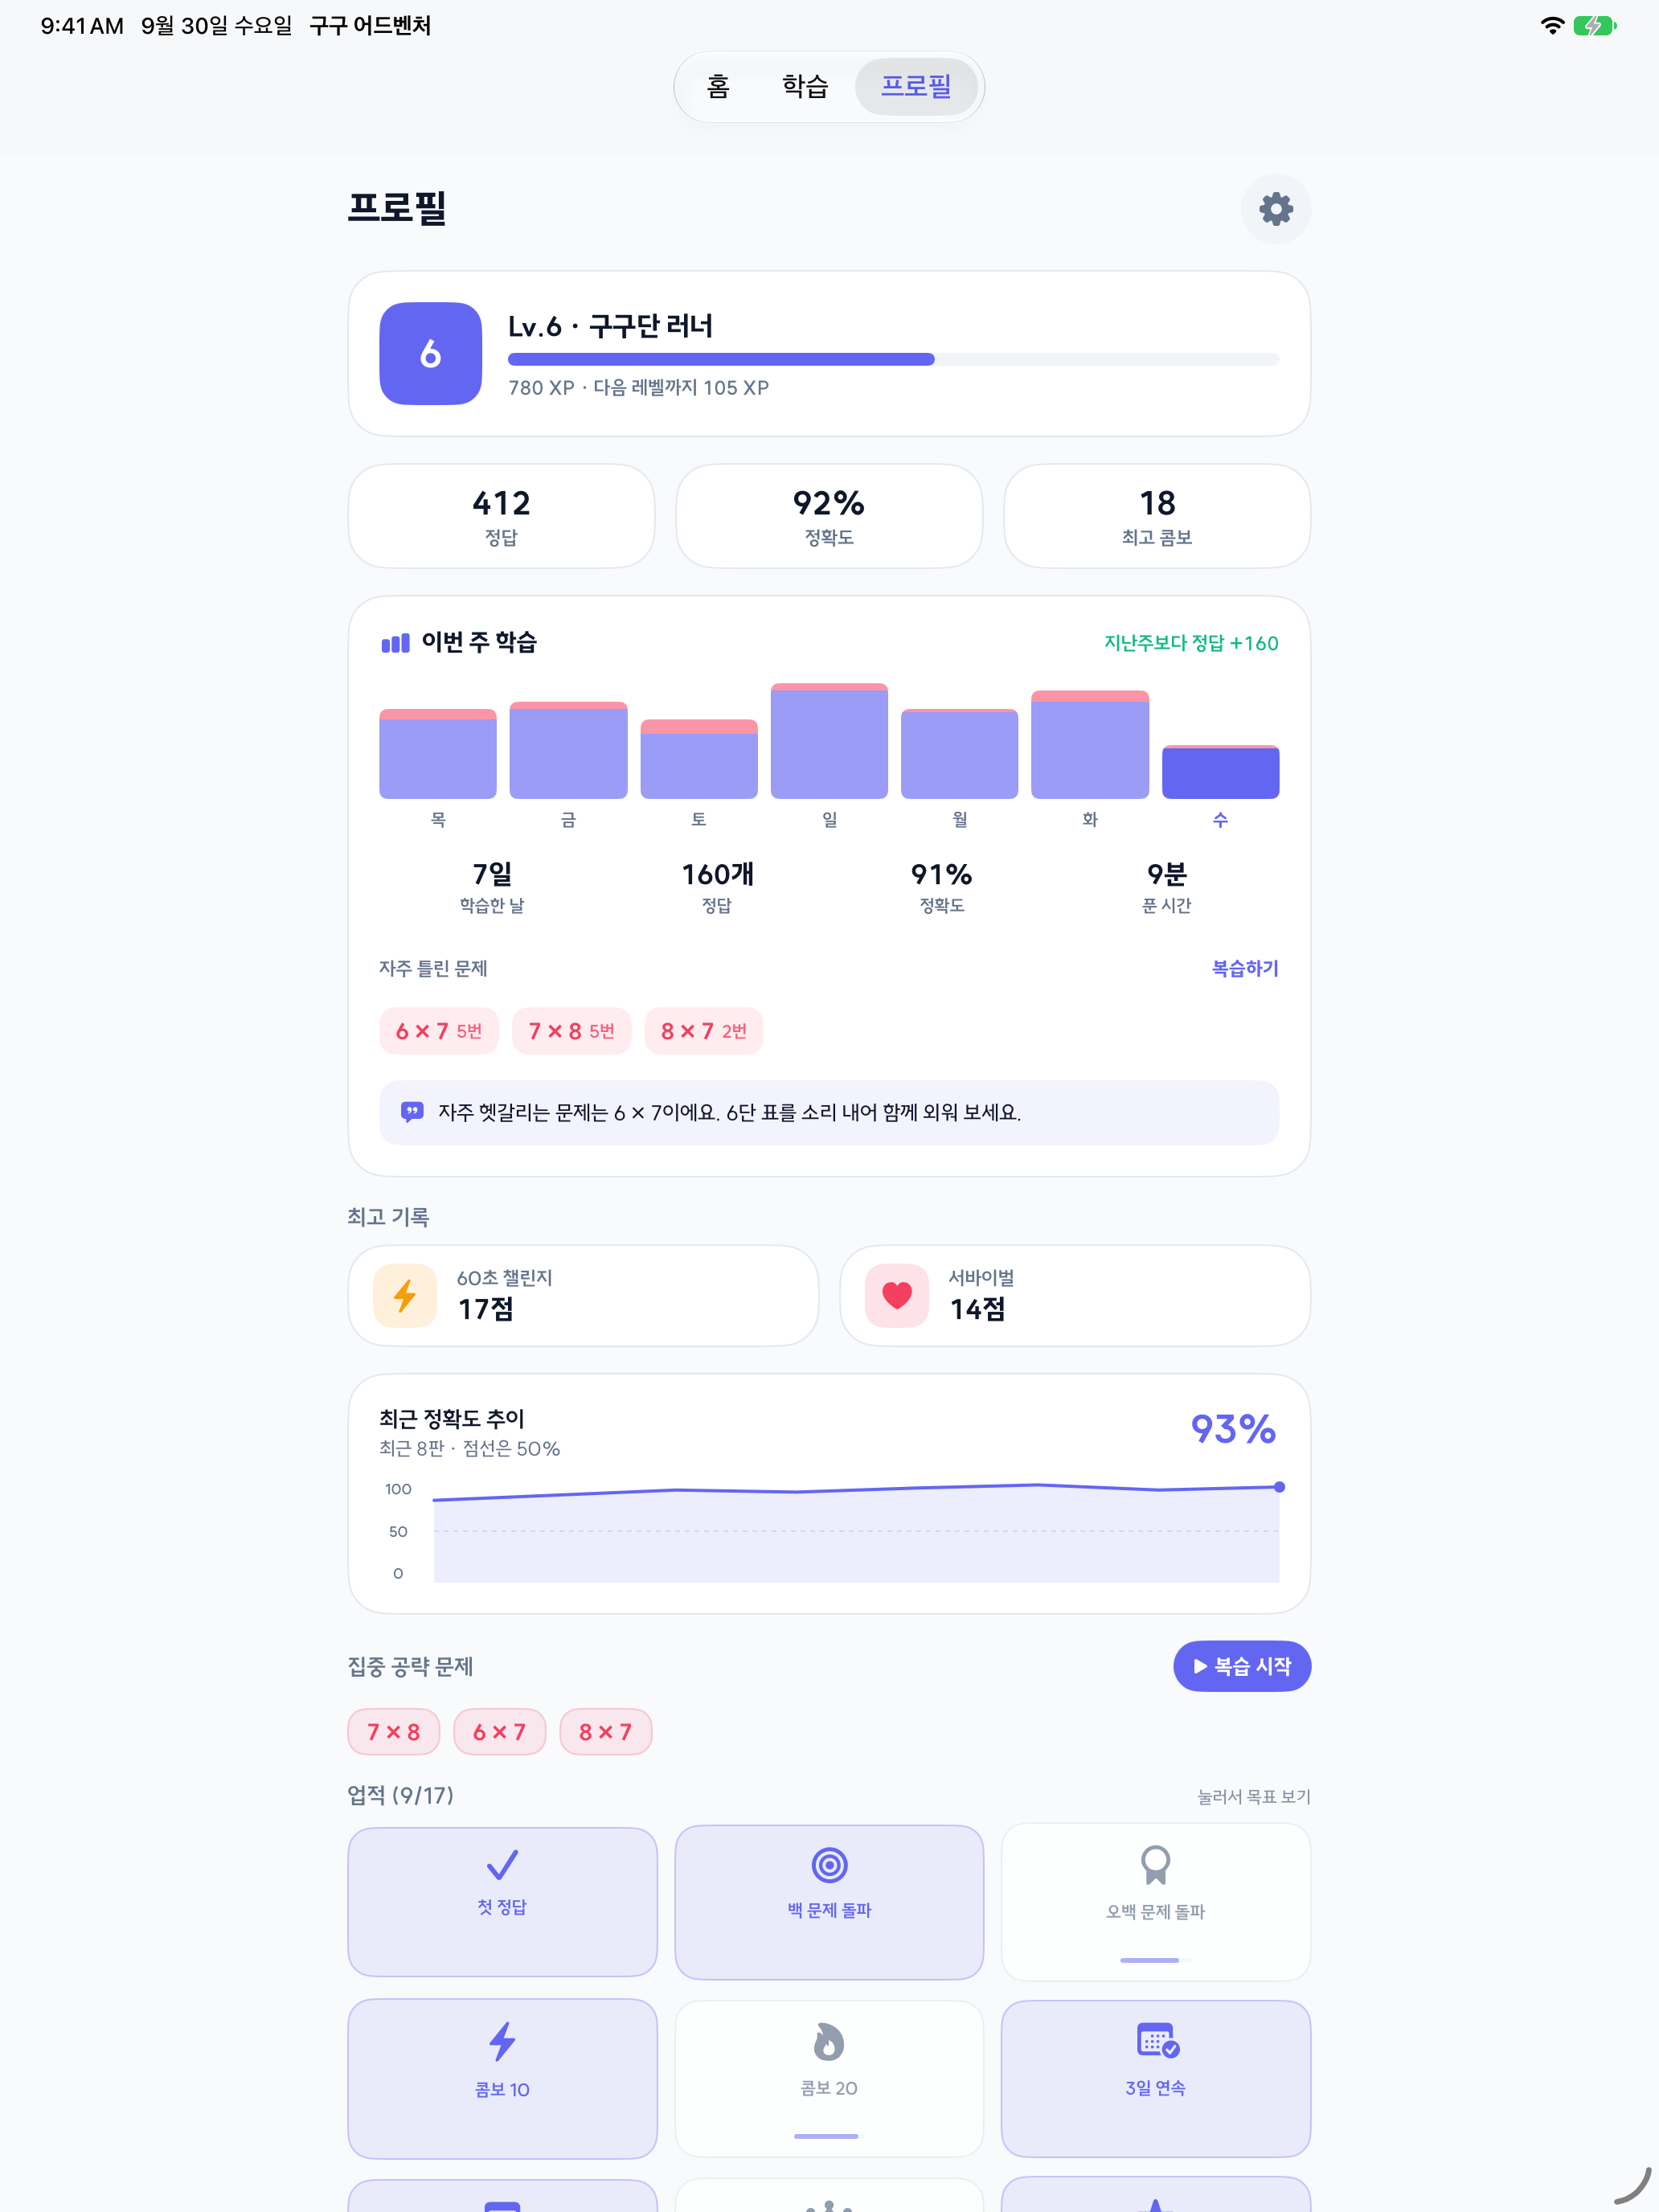 9:41 AM 9월 30일 수요일 구구 어드벤처
홈 학습 프로필
프로필
6
Lv.6 · 구구단 러너
780 XP · 다음 레벨까지 105 XP
412
정답
92%
정확도
18
최고 콤보
이번 주 학습
지난주보다 정답 +160
목 금 토 일 월 화 수
7일
학습한 날
160개
정답
91%
정확도
9분
푼 시간
자주 틀린 문제
복습하기
6 × 7 5번
7 × 8 5번
8 × 7 2번
자주 헷갈리는 문제는 6 × 7이에요. 6단 표를 소리 내어 함께 외워 보세요.
최고 기록
60초 챌린지
17점
서바이벌
14점
최근 정확도 추이
최근 8판 · 점선은 50%
93%
100
50
0
집중 공략 문제
복습 시작
7 × 8
6 × 7
8 × 7
업적 (9/17)
눌러서 목표 보기
첫 정답
백 문제 돌파
오백 문제 돌파
콤보 10
콤보 20
3일 연속